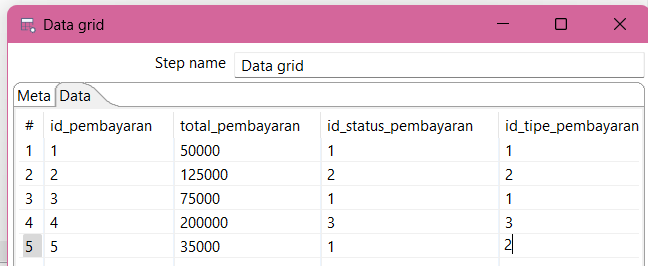 Data grid
Step name Data grid
Meta Data
# id_pembayaran total_pembayaran id_status_pembayaran id_tipe_pembayaran
1 1 50000 1 1
2 2 125000 2 2
3 3 75000 1 1
4 4 200000 3 3
5 5 35000 1 2